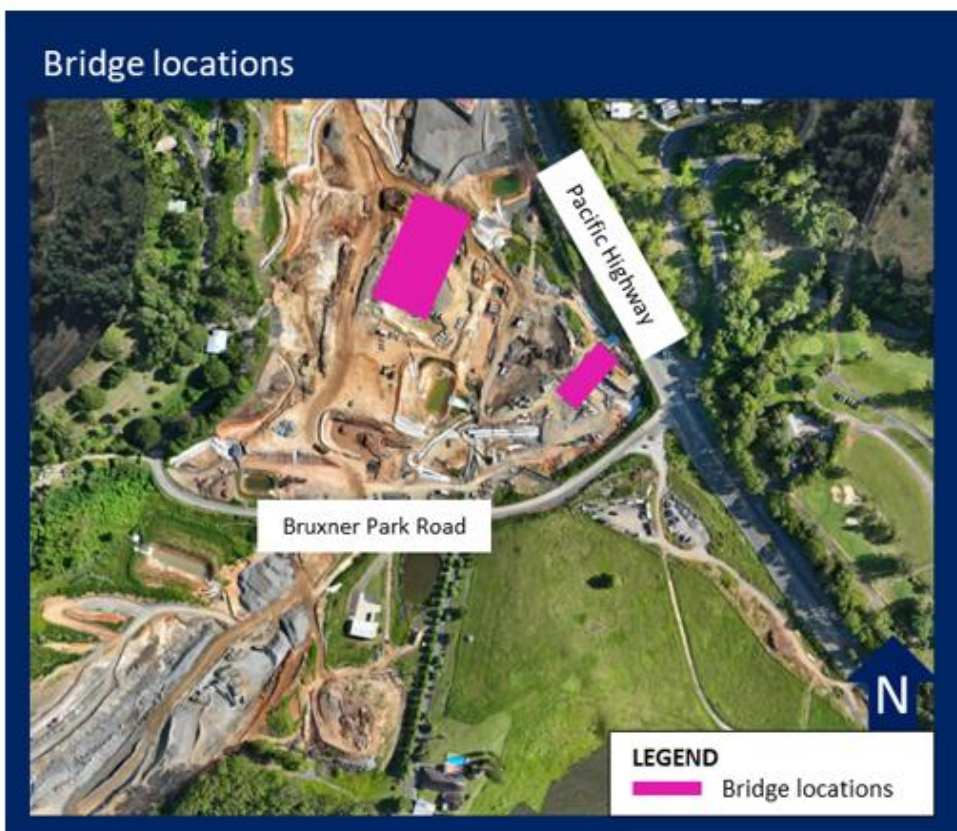 Bridge locations
Pacific Highway
Bruxner Park Road
N
LEGEND
Bridge locations